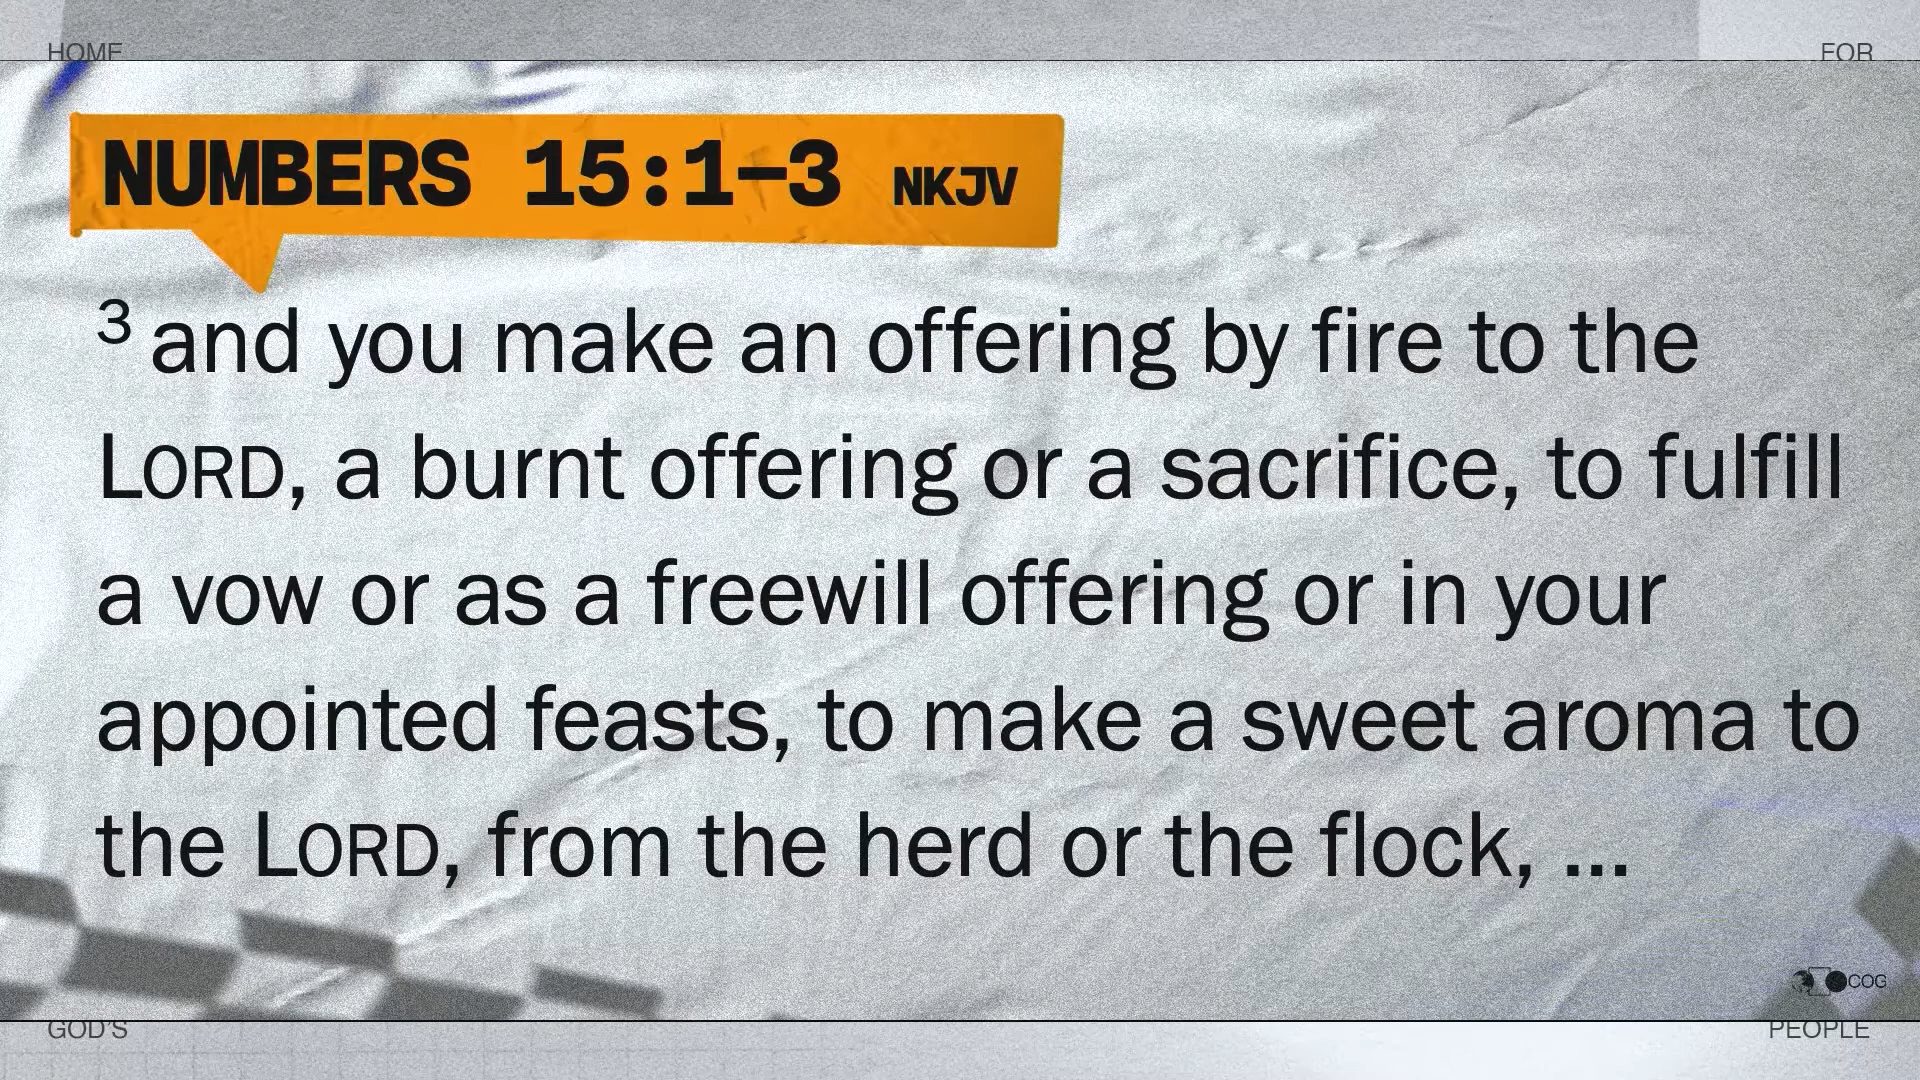 HOME
FOR
NUMBERS 15:1–3 NKJV
3 and you make an offering by fire to the
LORD, a burnt offering or a sacrifice, to fulfill
a vow or as a freewill offering or in your
appointed feasts, to make a sweet aroma to
the LORD, from the herd or the flock, ...
COG
GOD'S
PEOPLE